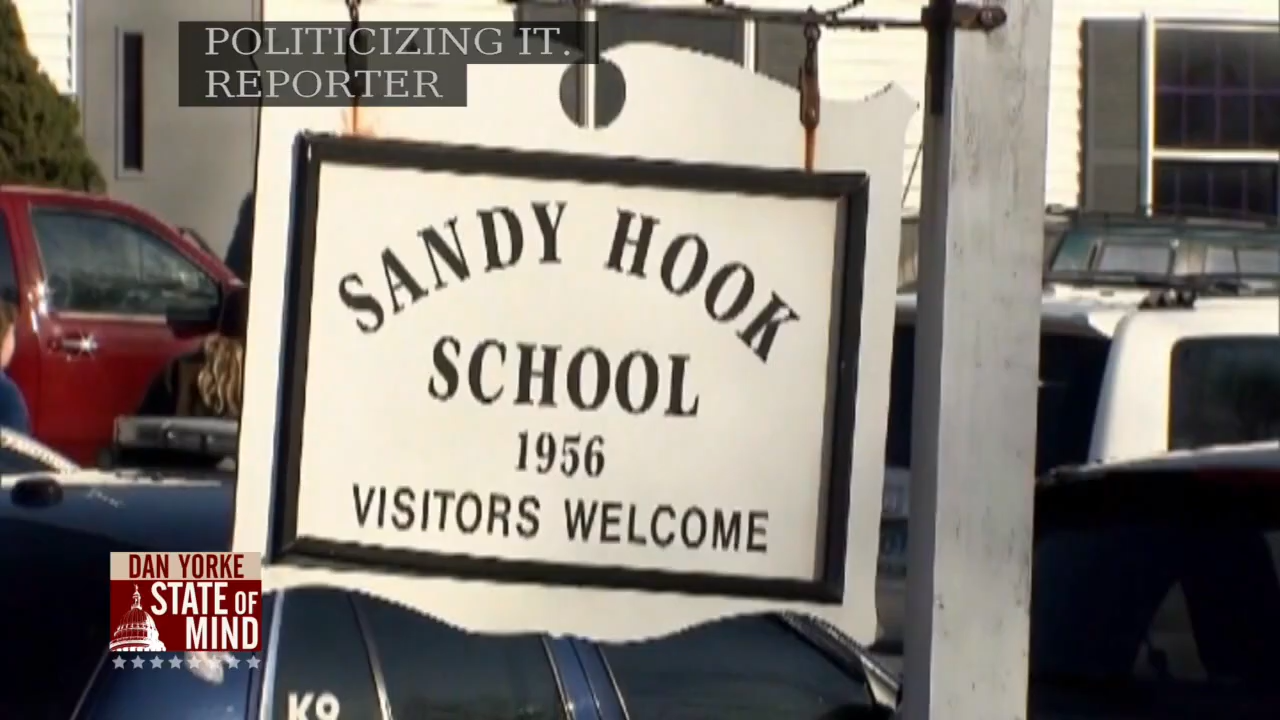 POLITICIZING IT.
REPORTER
SANDY HOOK
SCHOOL
1956
VISITORS WELCOME
DAN YORKE
STATE OF
MIND
K9